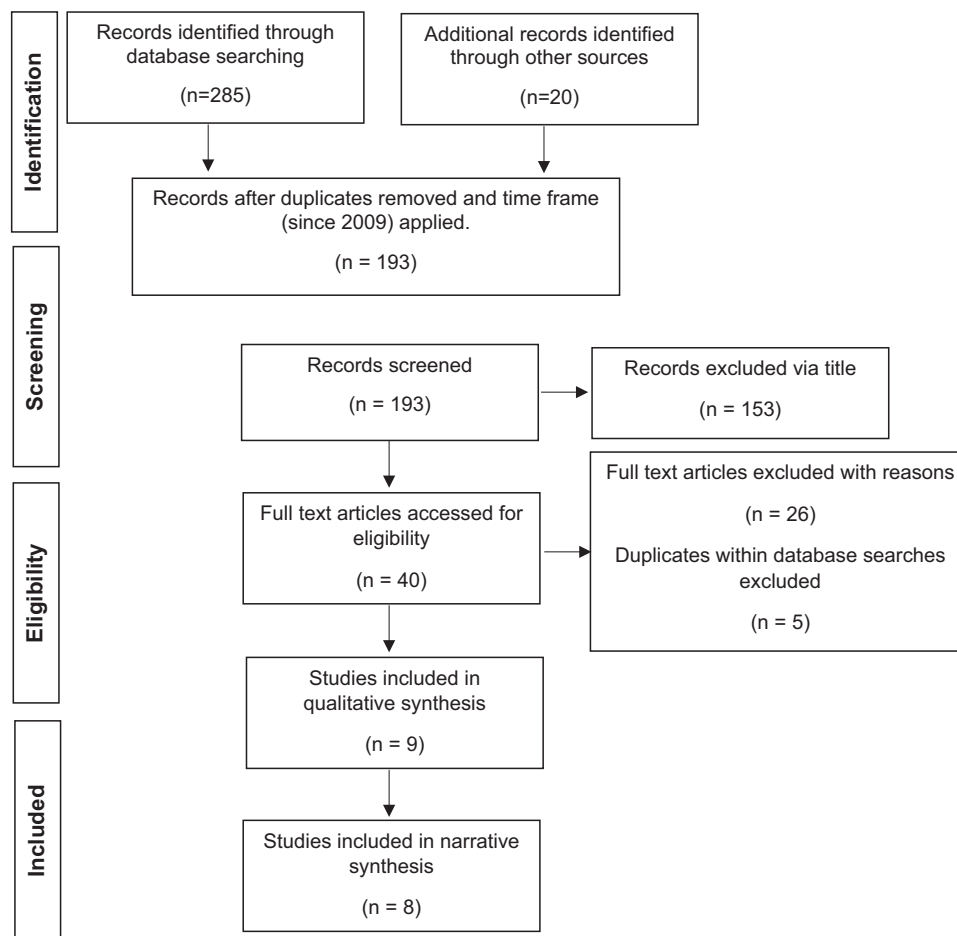 Identification
Records identified through
database searching
(n=285)
Additional records identified
through other sources
(n=20)
Records after duplicates removed and time frame
(since 2009) applied.
(n = 193)
Screening
Records screened
(n = 193)
Records excluded via title
(n = 153)
Eligibility
Full text articles accessed for
eligibility
(n = 40)
Full text articles excluded with reasons
(n = 26)
Duplicates within database searches
excluded
(n = 5)
Studies included in
qualitative synthesis
(n = 9)
Included
Studies included in narrative
synthesis
(n = 8)